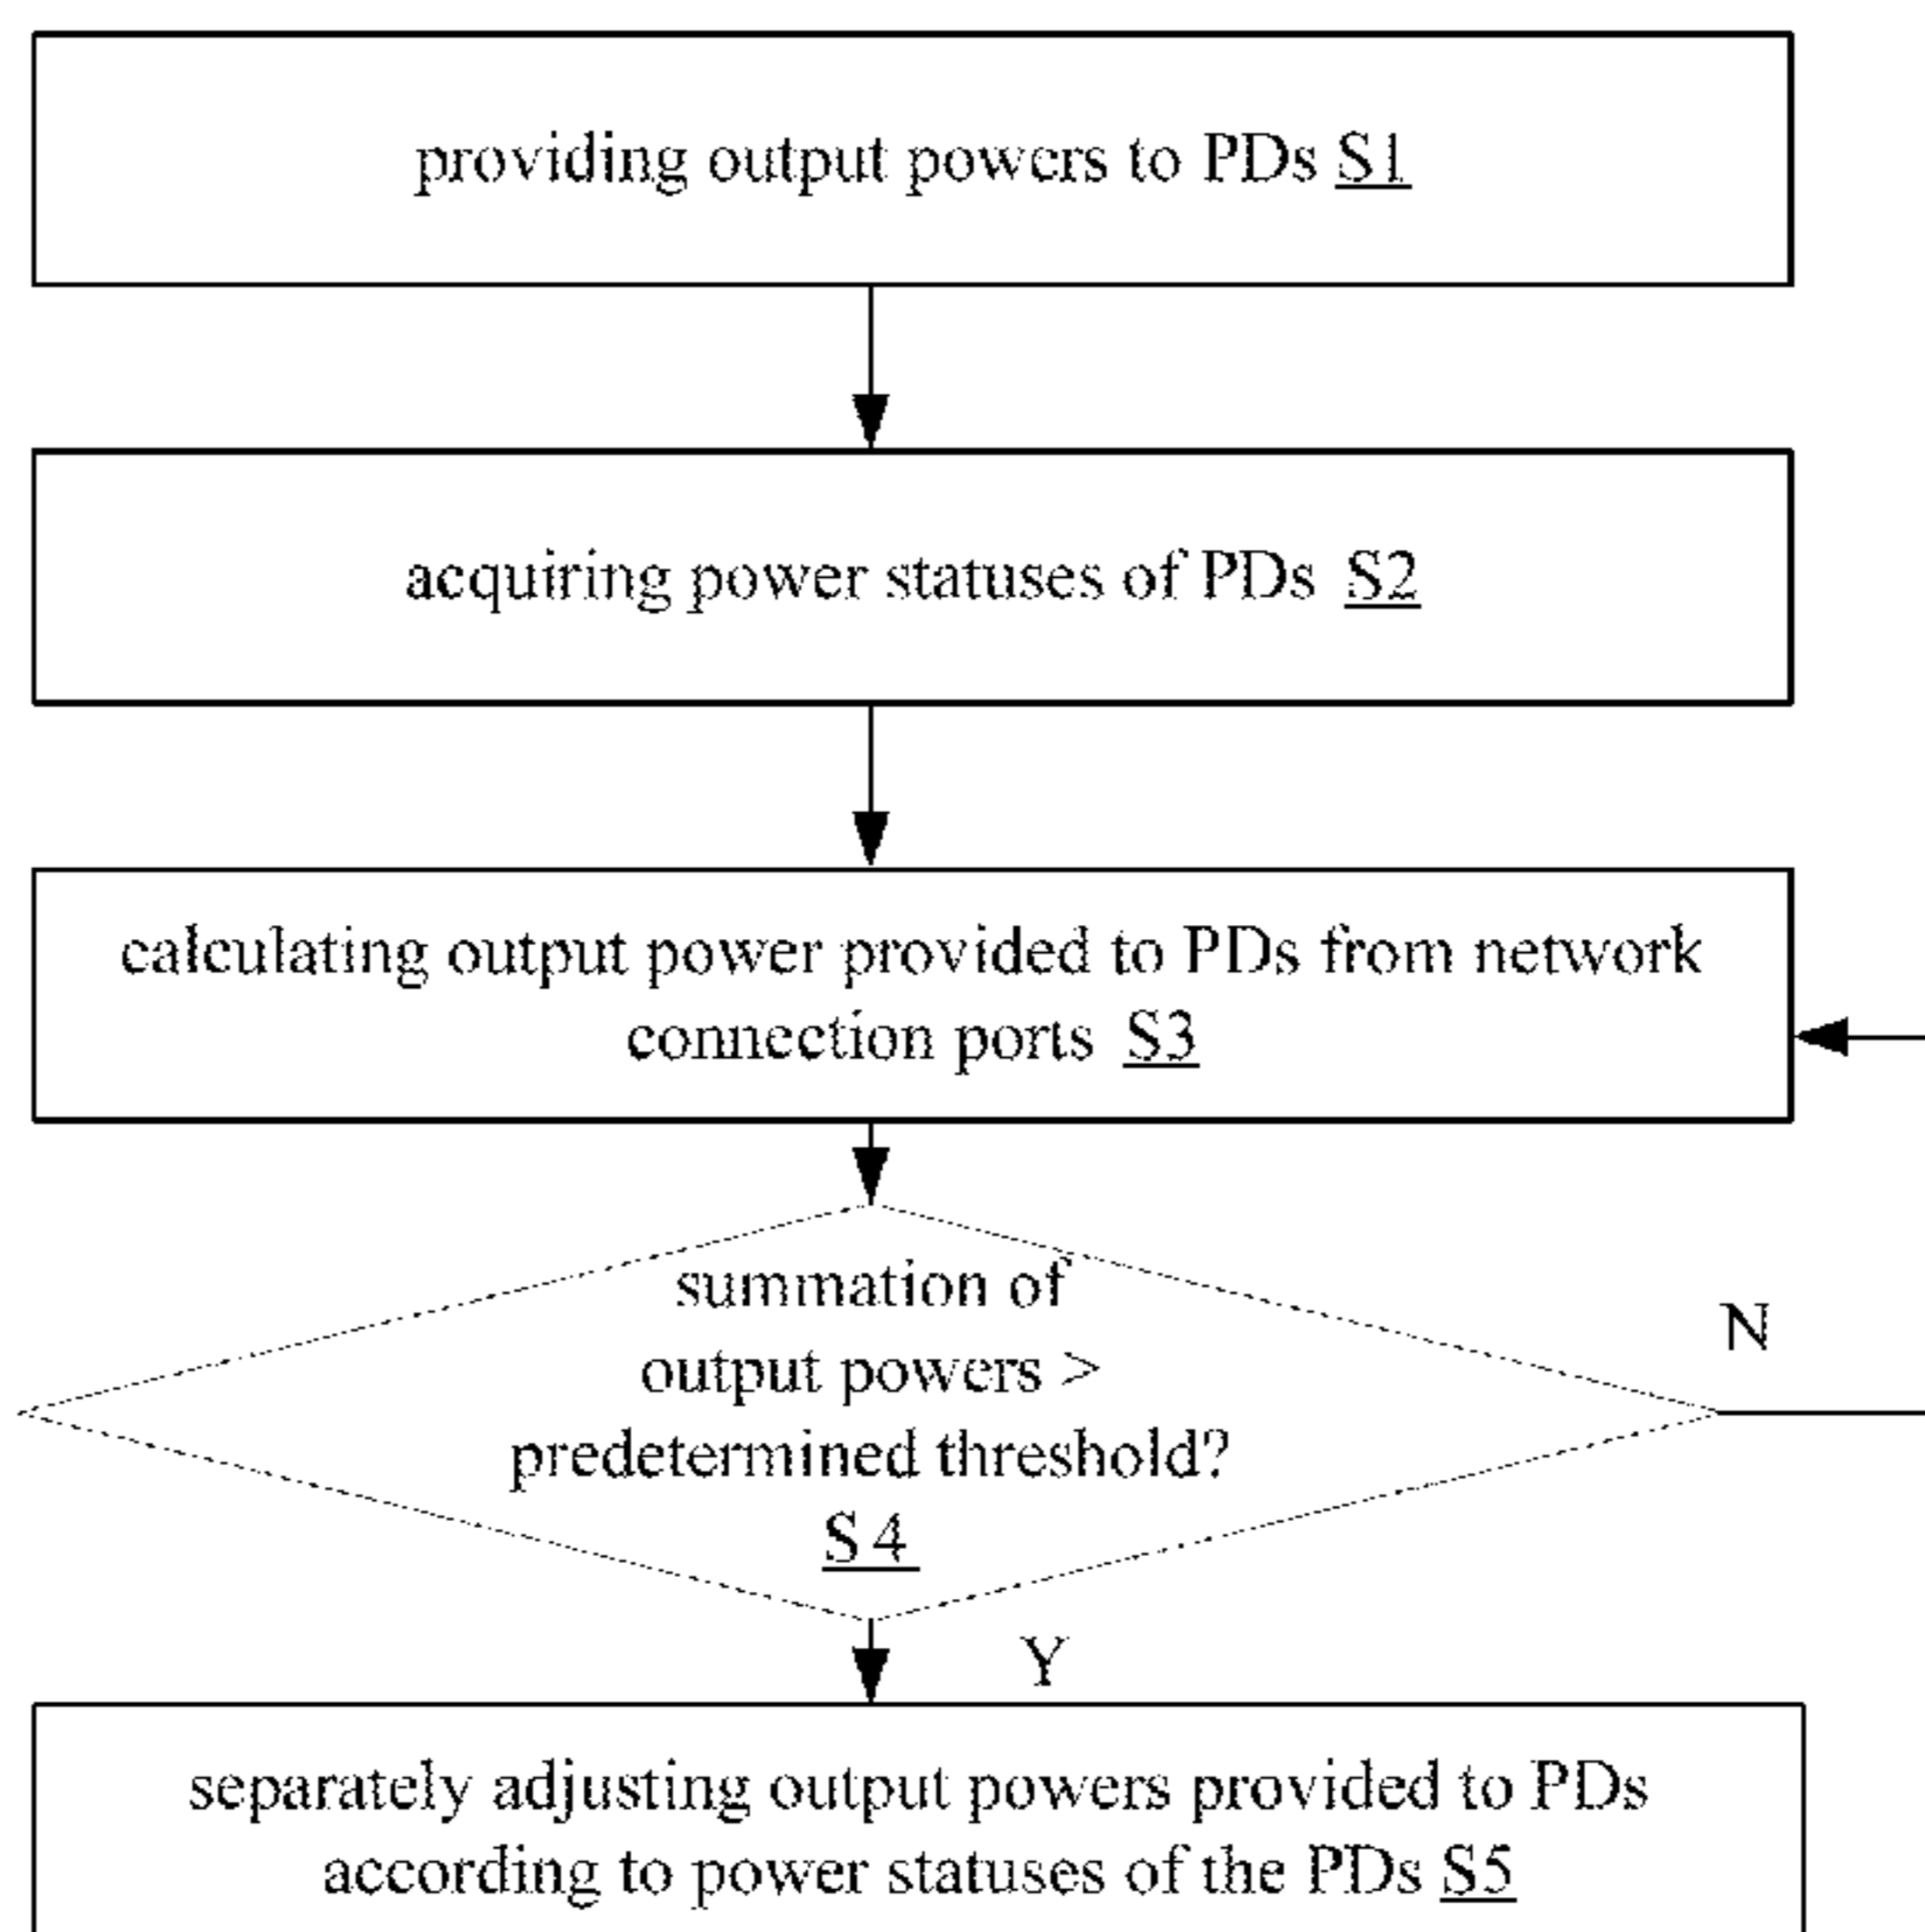 providing output powers to PDs S1
acquiring power statuses of PDs S2
calculating output power provided to PDs from network
connection ports S3
summation of
output powers >
predetermined threshold?
S4
N
Y
separately adjusting output powers provided to PDs
according to power statuses of the PDs S5